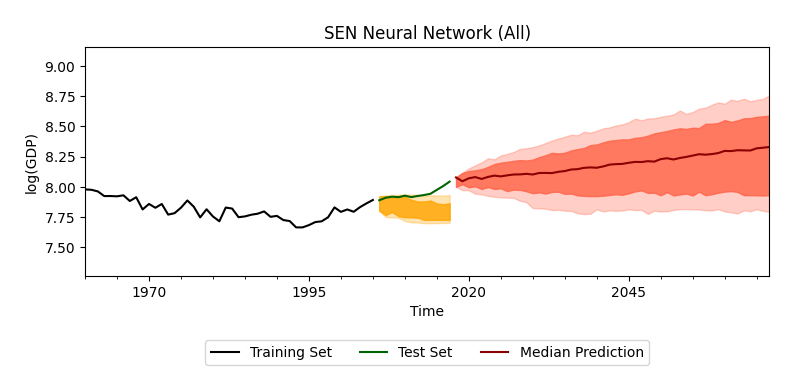 SEN Neural Network (All)
9.00
8.75
8.50
8.25
8.00
7.75
7.50
log(GDP)
1970 1995 2020 2045
Time
Training Set Test Set Median Prediction